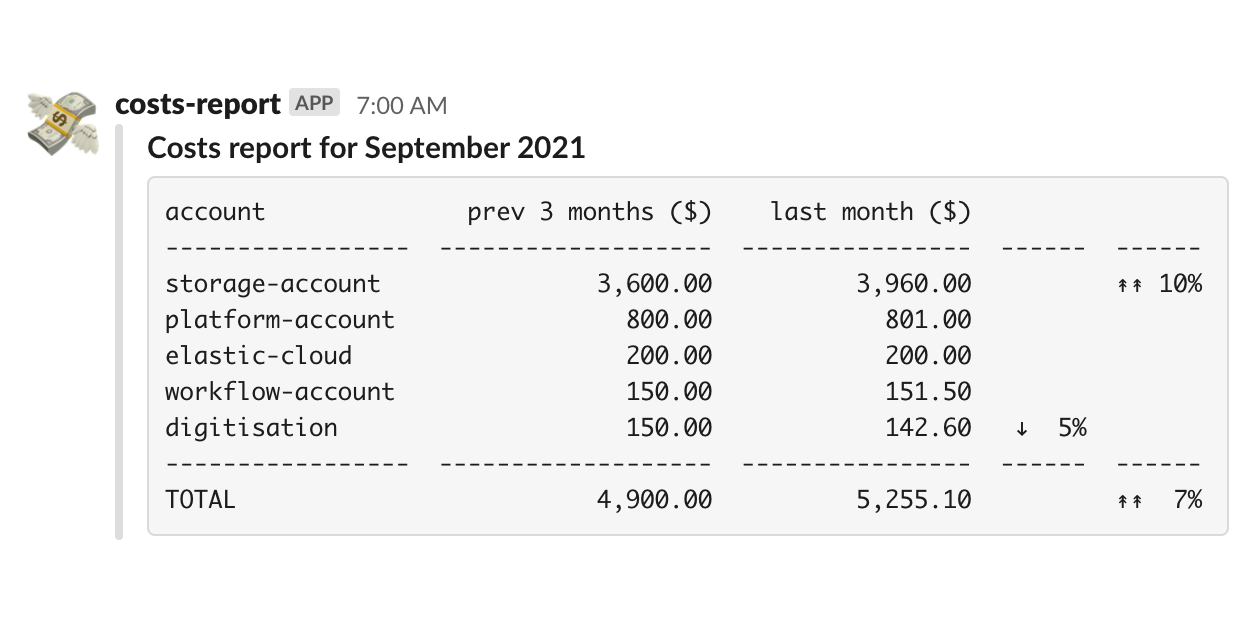 costs-report APP 7:00 AM
Costs report for September 2021
account prev 3 months ($) last month ($)
----------------- ------------------- ---------------- ------ ------
storage-account 3,600.00 3,960.00 ↟↟ 10%
platform-account 800.00 801.00
elastic-cloud 200.00 200.00
workflow-account 150.00 151.50
digitisation 150.00 142.60 ↓ 5%
----------------- ------------------- ---------------- ------ ------
TOTAL 4,900.00 5,255.10 ↟↟ 7%